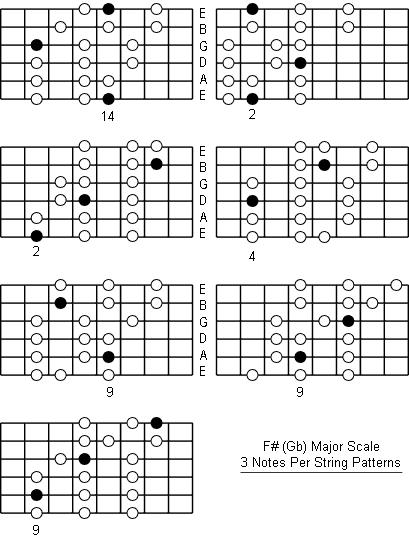 E
B
G
D
A
E
14
2
E
B
G
D
A
E
2
4
E
B
G
D
A
E
9
9
F# (Gb) Major Scale
3 Notes Per String Patterns
9